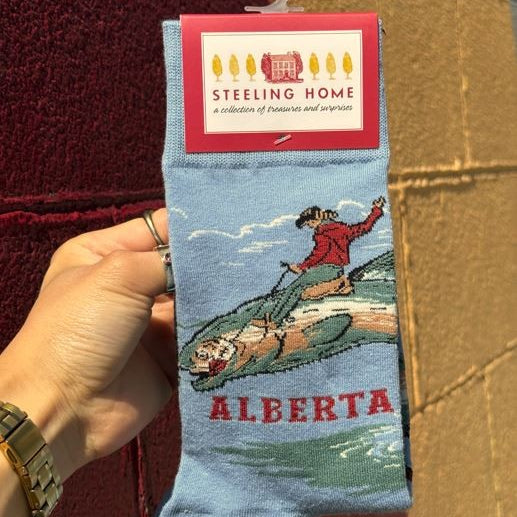 STEELING HOME
a collection of treasures and surprises
ALBERTA